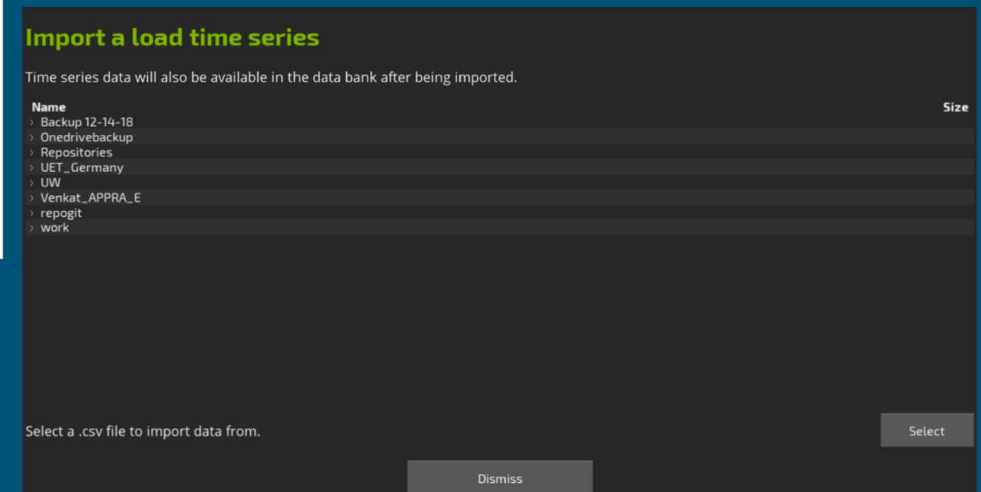 Import a load time series
Time series data will also be available in the data bank after being imported.
Name Size
> Backup 12-14-18
> Onedrivebackup
> Repositories
> UET_Germany
> UW
> Venkat_APPRA_E
> repogit
> work
Select a .csv file to import data from. Select
Dismiss